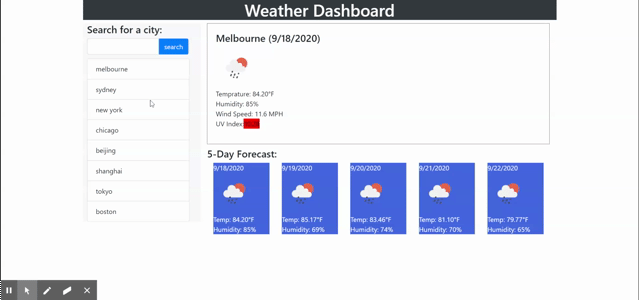 Weather Dashboard
Search for a city:
search
melbourne
sydney
new york
chicago
beijing
shanghai
tokyo
boston
Melbourne (9/18/2020)
Temprature: 84.20°F
Humidity: 85%
Wind Speed: 11.6 MPH
UV Index:
5-Day Forecast:
9/18/2020
Temp: 84.20°F
Humidity: 85%
9/19/2020
Temp: 85.17°F
Humidity: 69%
9/20/2020
Temp: 83.46°F
Humidity: 74%
9/21/2020
Temp: 81.10°F
Humidity: 70%
9/22/2020
Temp: 79.77°F
Humidity: 65%